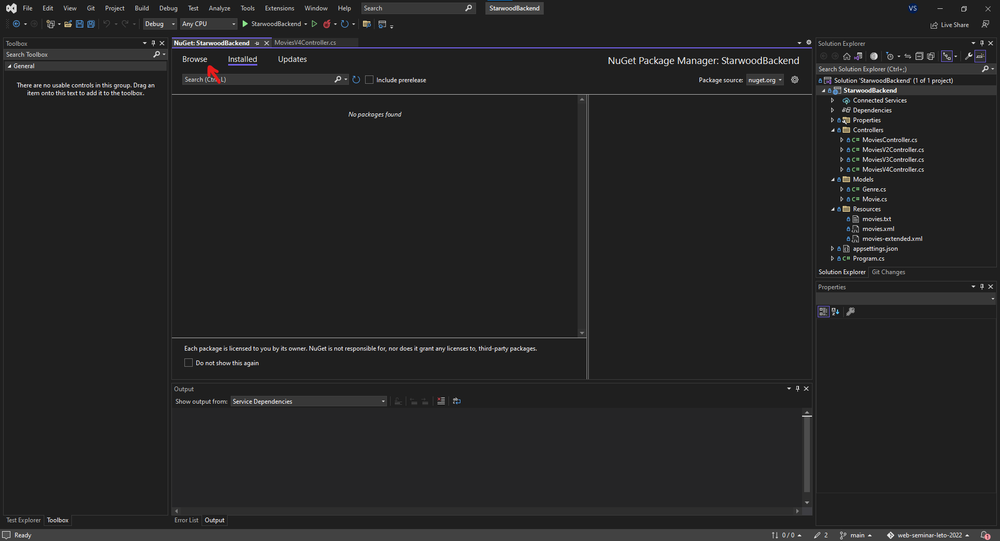 File Edit View Git Project Build Debug Test Analyze Tools Extensions Window Help Search StarwoodBackend VS
Debug Any CPU StarwoodBackend Live Share
Toolbox
Search Toolbox
General
There are no usable controls in this group. Drag an
item onto this text to add it to the toolbox.
Test Explorer Toolbox
NuGet: StarwoodBackend MoviesV4Controller.cs
Browse Installed Updates NuGet Package Manager: StarwoodBackend
Search (Ctrl+L) Include prerelease Package source: nuget.org
No packages found
Each package is licensed to you by its owner. NuGet is not responsible for, nor does it grant any licenses to, third-party packages.
Do not show this again
Output
Show output from: Service Dependencies
Error List Output
Solution Explorer
Search Solution Explorer (Ctrl+;)
Solution 'StarwoodBackend' (1 of 1 project)
StarwoodBackend
Connected Services
Dependencies
Properties
Controllers
C# MoviesController.cs
C# MoviesV2Controller.cs
C# MoviesV3Controller.cs
C# MoviesV4Controller.cs
Models
C# Genre.cs
C# Movie.cs
Resources
movies.txt
movies.xml
movies-extended.xml
appsettings.json
C# Program.cs
Solution Explorer Git Changes
Properties
Ready 0 / 0 2 main web-seminar-leto-2022 1